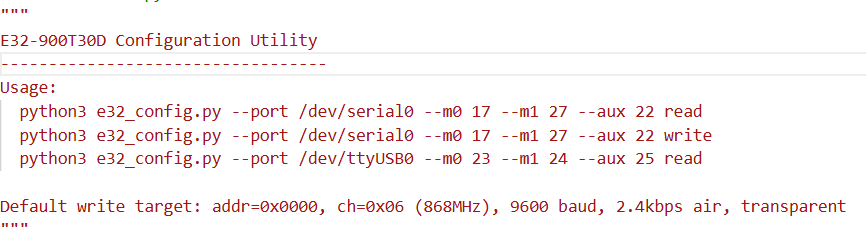 """
E32-900T30D Configuration Utility
----------------------------------
Usage:
python3 e32_config.py --port /dev/serial0 --m0 17 --m1 27 --aux 22 read
python3 e32_config.py --port /dev/serial0 --m0 17 --m1 27 --aux 22 write
python3 e32_config.py --port /dev/ttyUSB0 --m0 23 --m1 24 --aux 25 read
Default write target: addr=0x0000, ch=0x06 (868MHz), 9600 baud, 2.4kbps air, transparent
"""